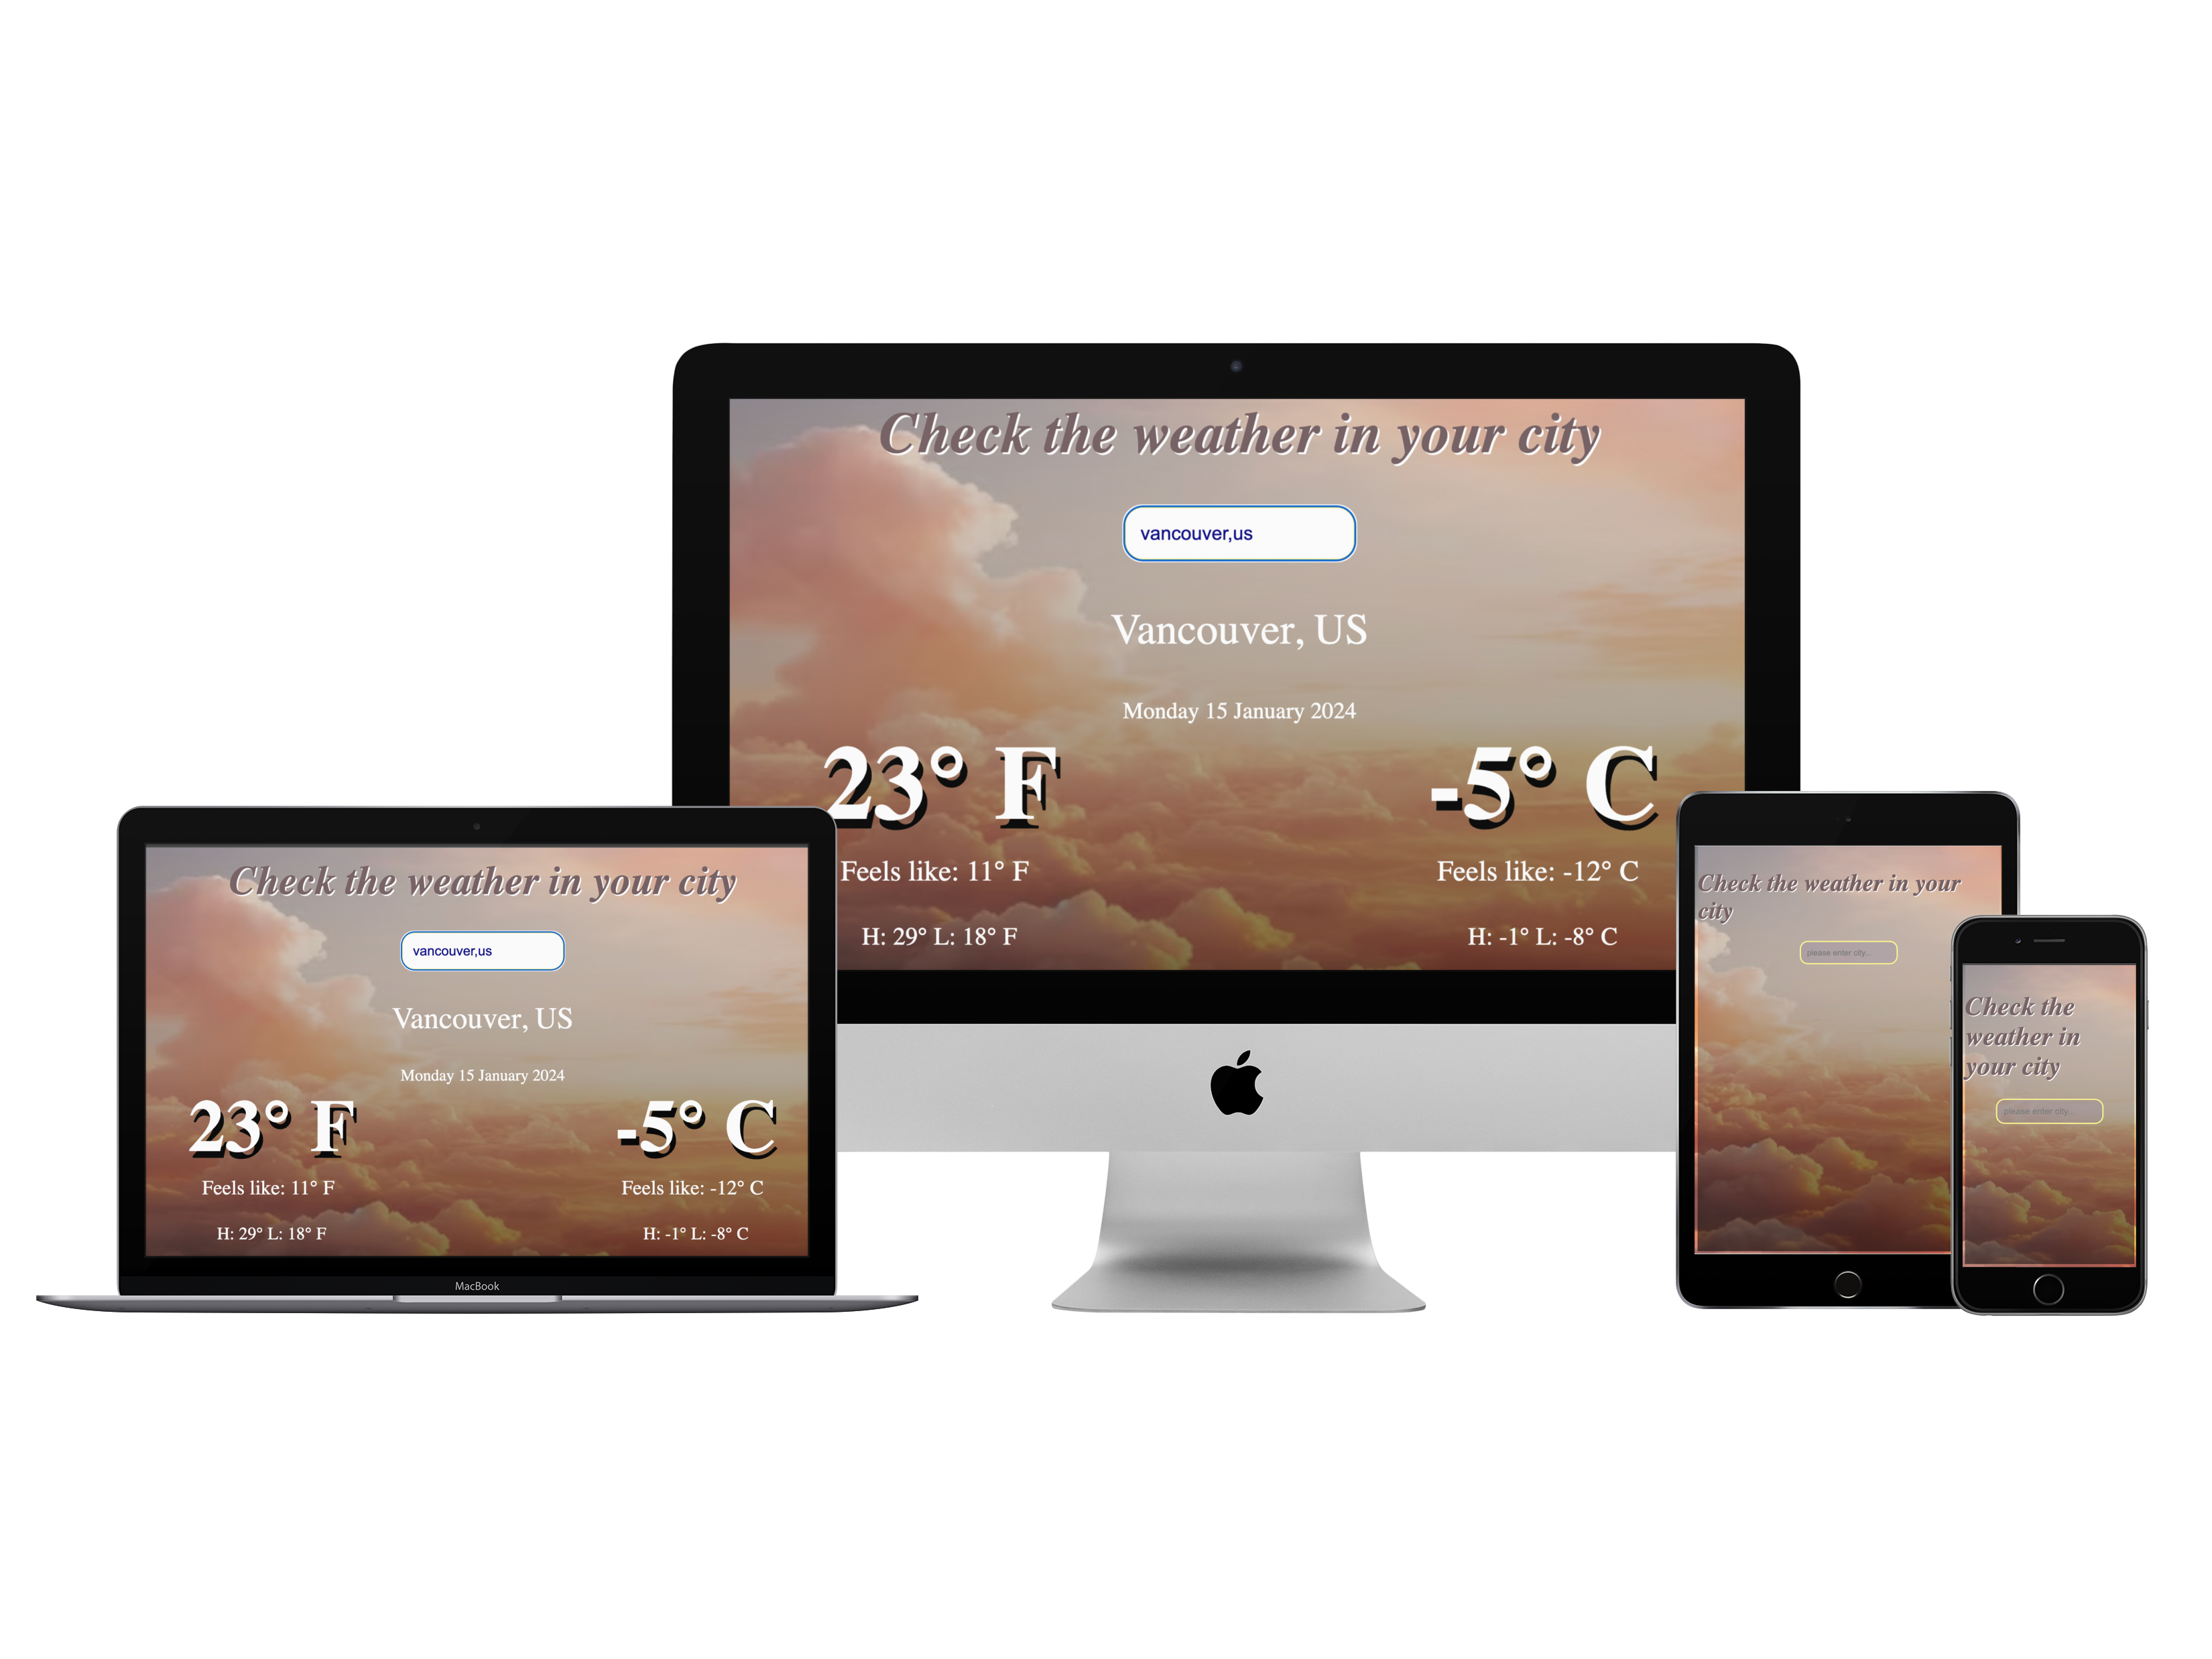 Check the weather in your city
vancouver,us
Vancouver, US
Monday 15 January 2024
23° F
-5° C
Feels like: 11° F
Feels like: -12° C
H: 29° L: 18° F
H: -1° L: -8° C
Check the weather in your city
vancouver,us
Vancouver, US
Monday 15 January 2024
23° F
-5° C
Feels like: 11° F
Feels like: -12° C
H: 29° L: 18° F
H: -1° L: -8° C
MacBook
Check the weather in your
city
please enter city...
Check the
weather in
your city
please enter city...